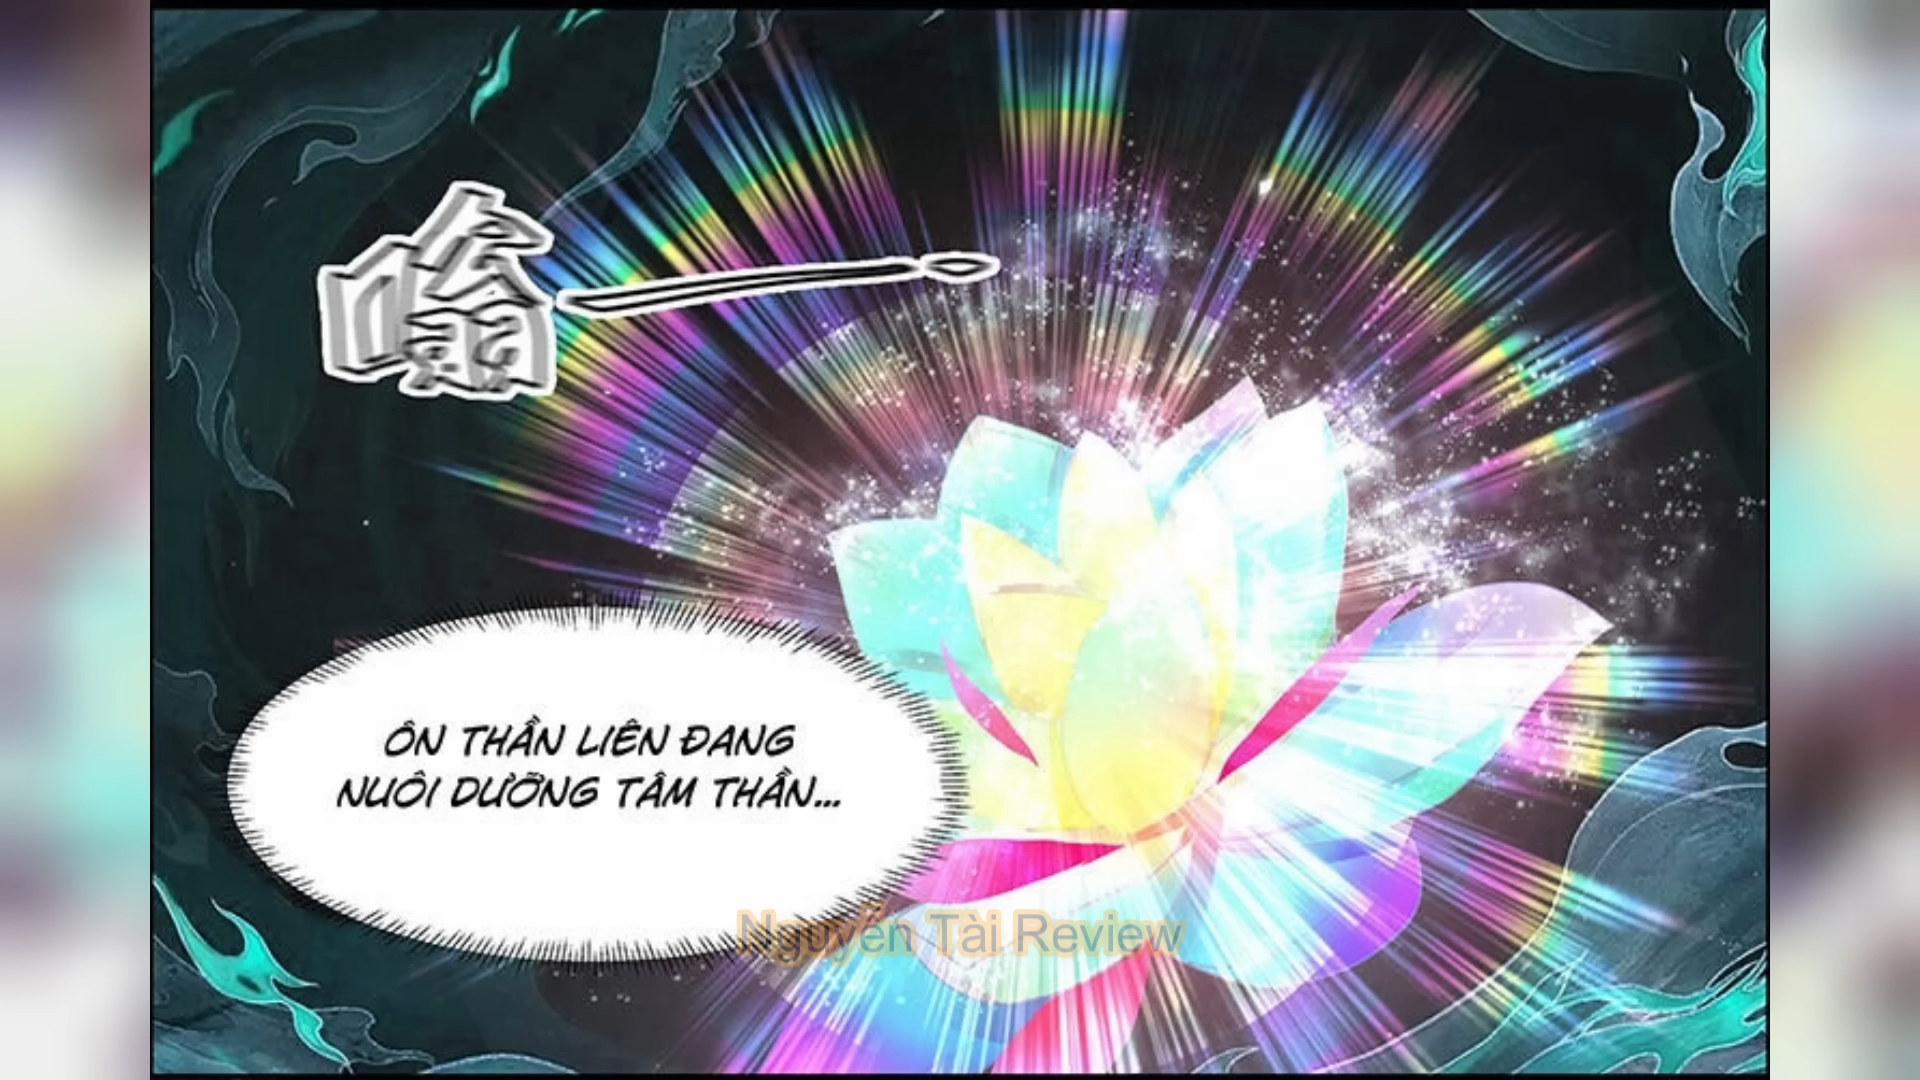 嗡——
ÔN THẦN LIÊN ĐANG
NUÔI DƯỠNG TÂM THẦN...
Nguyễn Tài Review